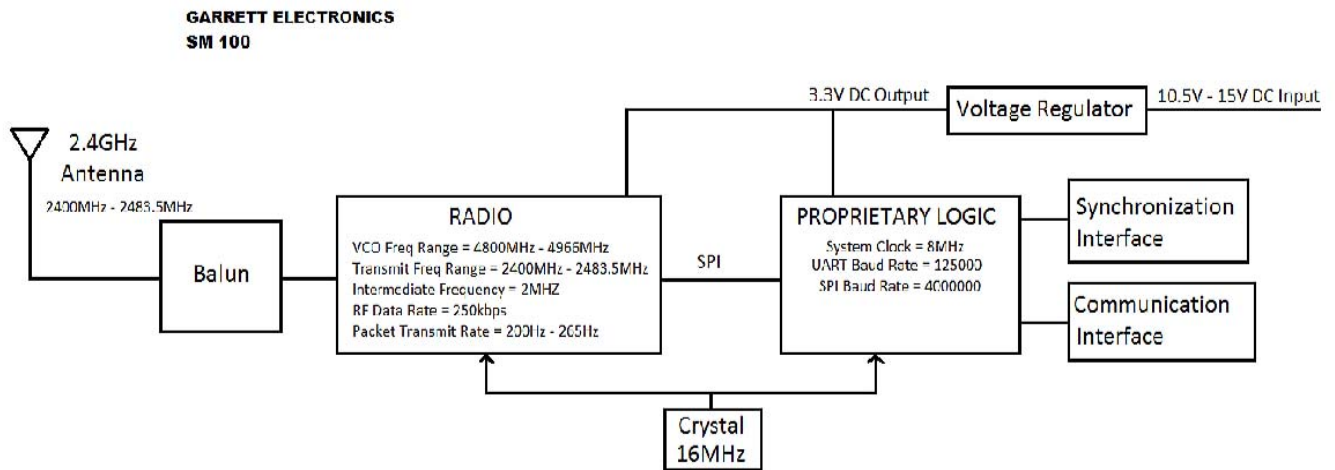 GARRETT ELECTRONICS
SM 100
3.3V DC Output
Voltage Regulator
10.5V - 15V DC Input
2.4GHz
Antenna
2400MHz - 2483.5MHz
Balun
RADIO
VCO Freq Range = 4800MHz - 4966MHz
Transmit Freq Range = 2400MHz - 2483.5MHz
Intermediate Frequency = 2MHZ
RF Data Rate = 250kbps
Packet Transmit Rate = 200Hz - 265Hz
SPI
PROPRIETARY LOGIC
System Clock = 8MHz
UART Baud Rate = 125000
SPI Baud Rate = 4000000
Synchronization
Interface
Communication
Interface
Crystal
16MHz